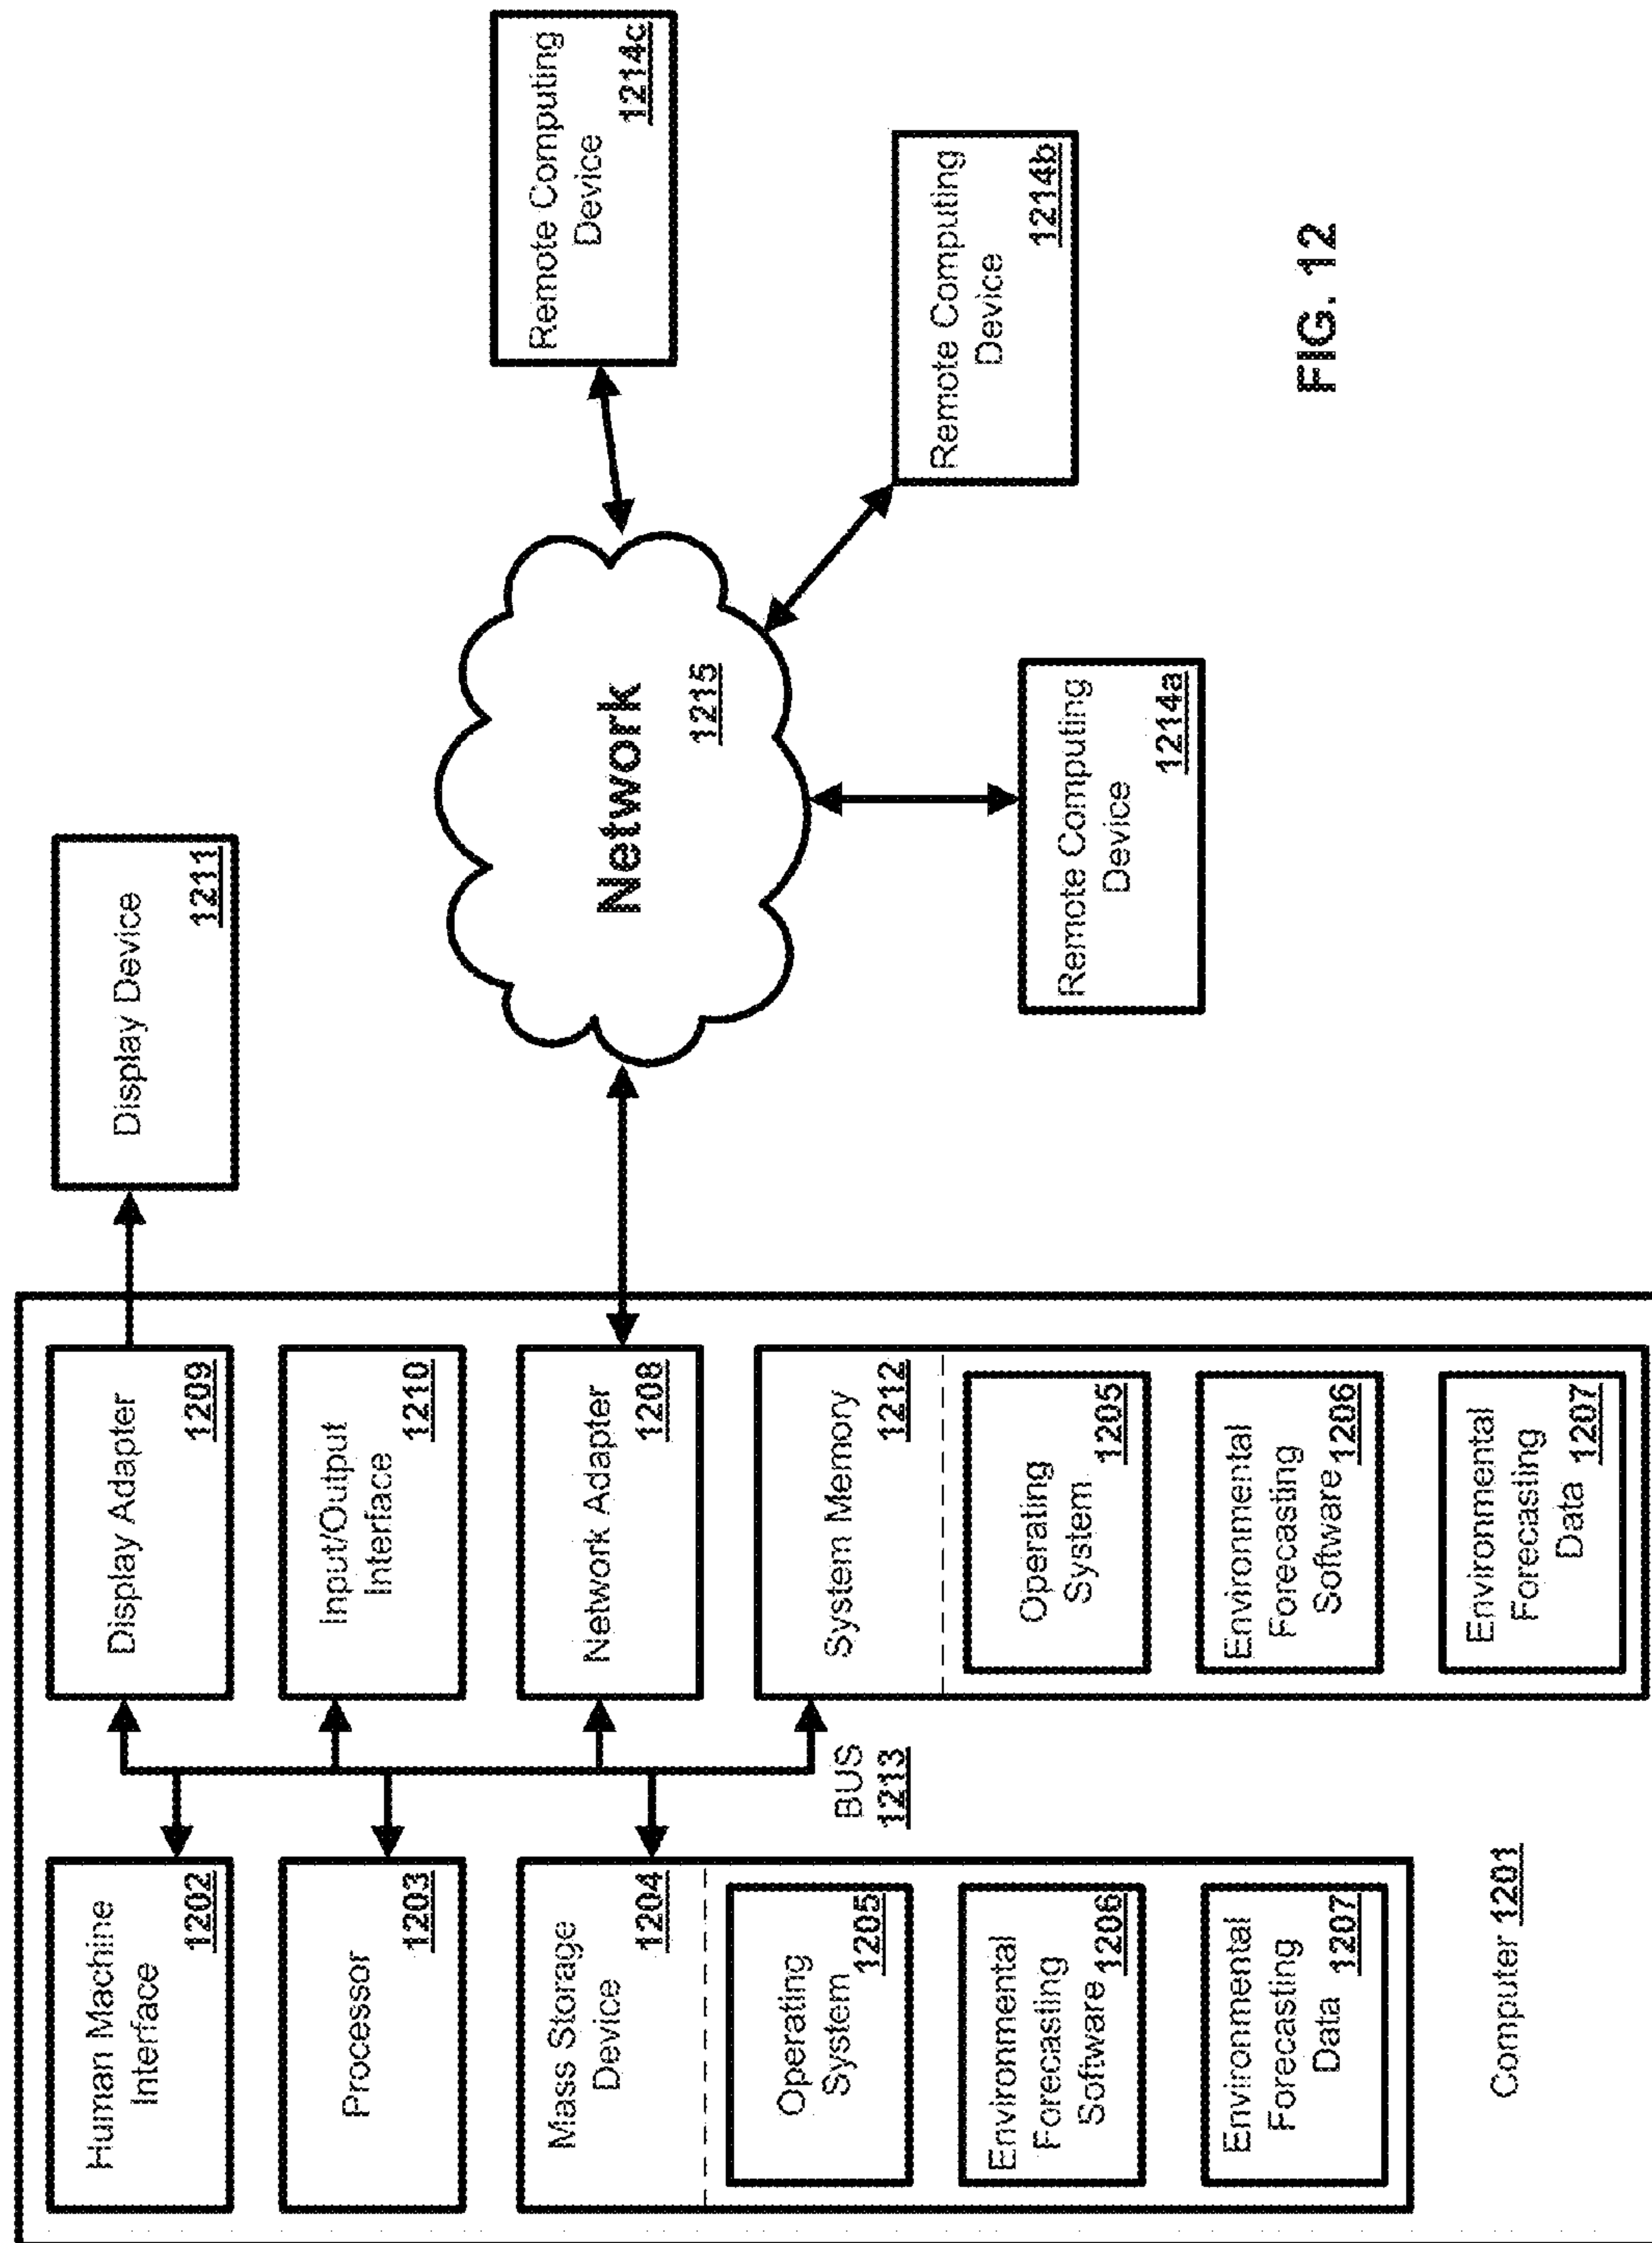 Human Machine
Interface
1202
Processor
1203
Mass Storage
Device
1204
Operating
System
1205
Environmental
Forecasting
Software 1206
Environmental
Forecasting
Data 1207
Computer 1201
BUS
1213
Display Adapter
1209
Input/Output
Interface
1210
Network Adapter
1208
System Memory
1212
Operating
System
1205
Environmental
Forecasting
Software 1206
Environmental
Forecasting
Data 1207
Display Device
1211
Network
1215
Remote Computing
Device
1214a
Remote Computing
Device
1214b
Remote Computing
Device
1214c
FIG. 12